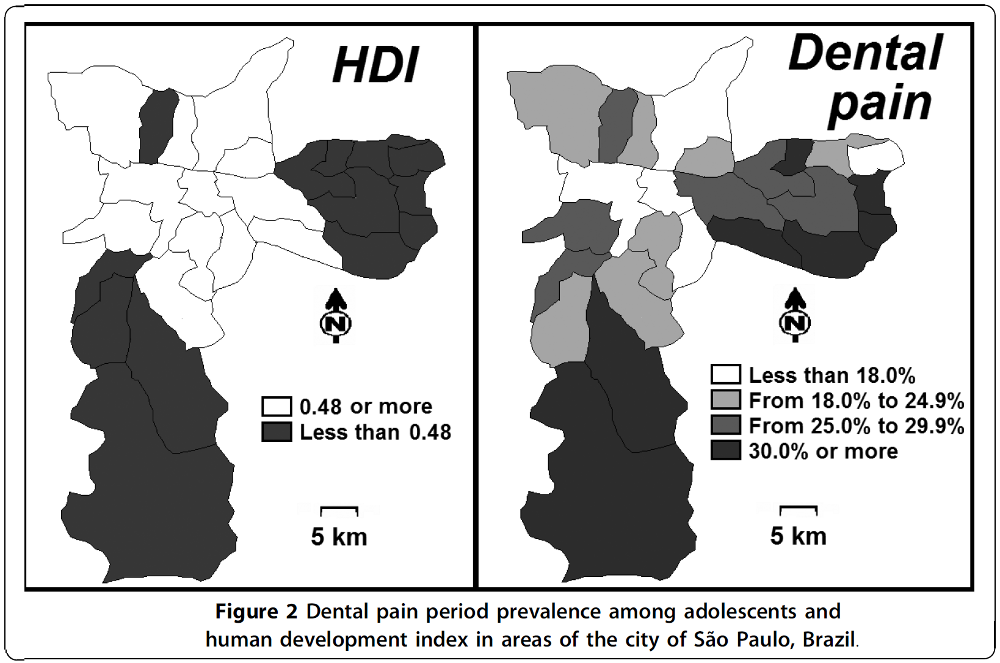 HDI
N
0.48 or more
Less than 0.48
5 km
Dental
pain
N
Less than 18.0%
From 18.0% to 24.9%
From 25.0% to 29.9%
30.0% or more
5 km
Figure 2 Dental pain period prevalence among adolescents and
human development index in areas of the city of São Paulo, Brazil.